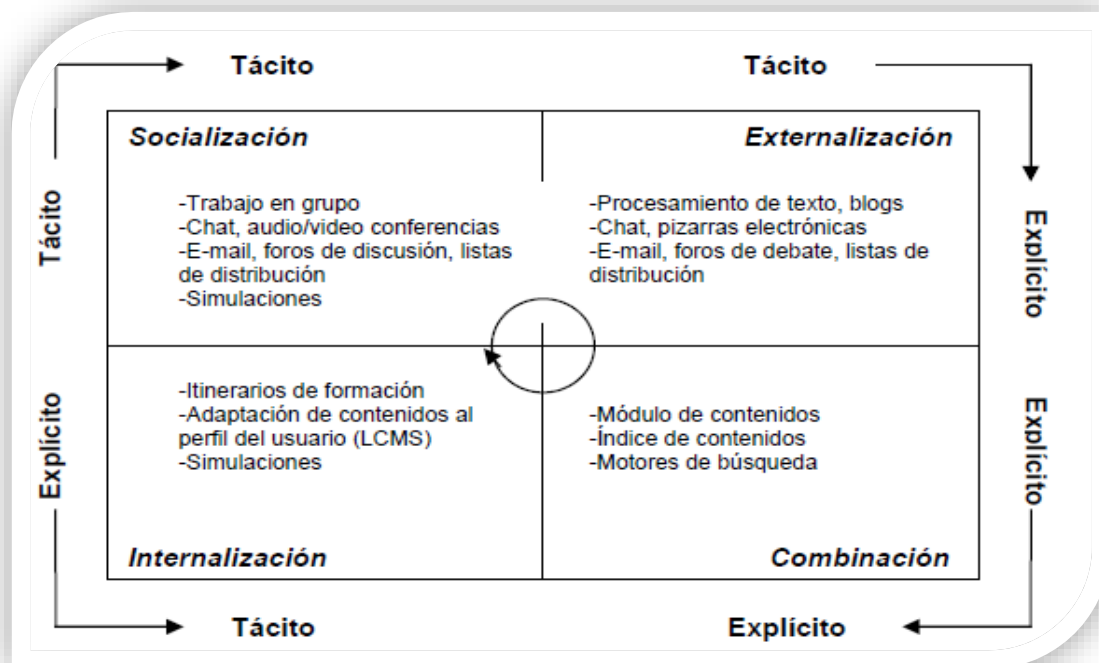 Tácito
Tácito
Socialización
Externalización
Tácito
-Trabajo en grupo
-Chat, audio/video conferencias
-E-mail, foros de discusión, listas
de distribución
-Simulaciones
-Procesamiento de texto, blogs
-Chat, pizarras electrónicas
-E-mail, foros de debate, listas de
distribución
Explícito
Explícito
-Itinerarios de formación
-Adaptación de contenidos al
perfil del usuario (LCMS)
-Simulaciones
-Módulo de contenidos
-Índice de contenidos
-Motores de búsqueda
Explícito
Internalización
Combinación
Tácito
Explícito